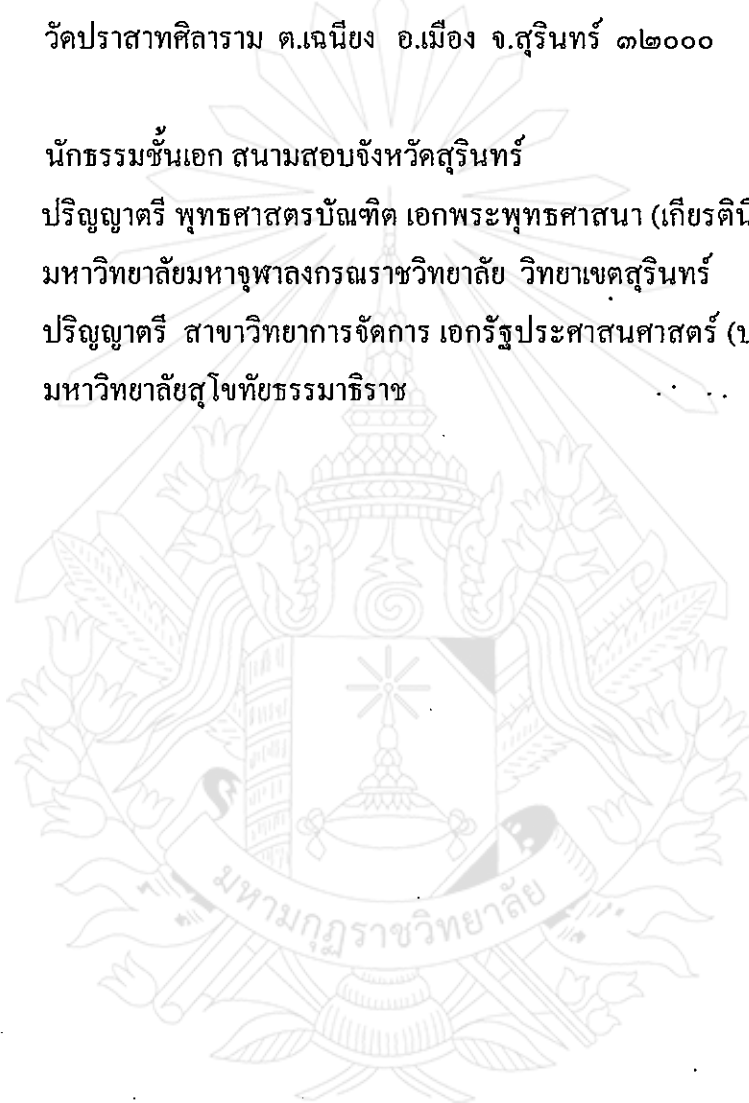 วัดปราสาทศิลาราม ต.เฉนียง อ.เมือง จ.สุรินทร์ ๓๒๐๐๐
นักธรรมชั้นเอก สนามสอบจังหวัดสุรินทร์
ปริญญาตรี พุทธศาสตรบัณฑิต เอกพระพุทธศาสนา
มหาวิทยาลัยมหาจุฬาลงกรณราชวิทยาลัย วิทยาเขตสุรินทร์
ปริญญาตรี สาขาวิทยาการจัดการ เอกรัฐประศาสนศาสตร์
มหาวิทยาลัยสุโขทัยธรรมาธิราช
มหามกุฏราชวิทยาลัย